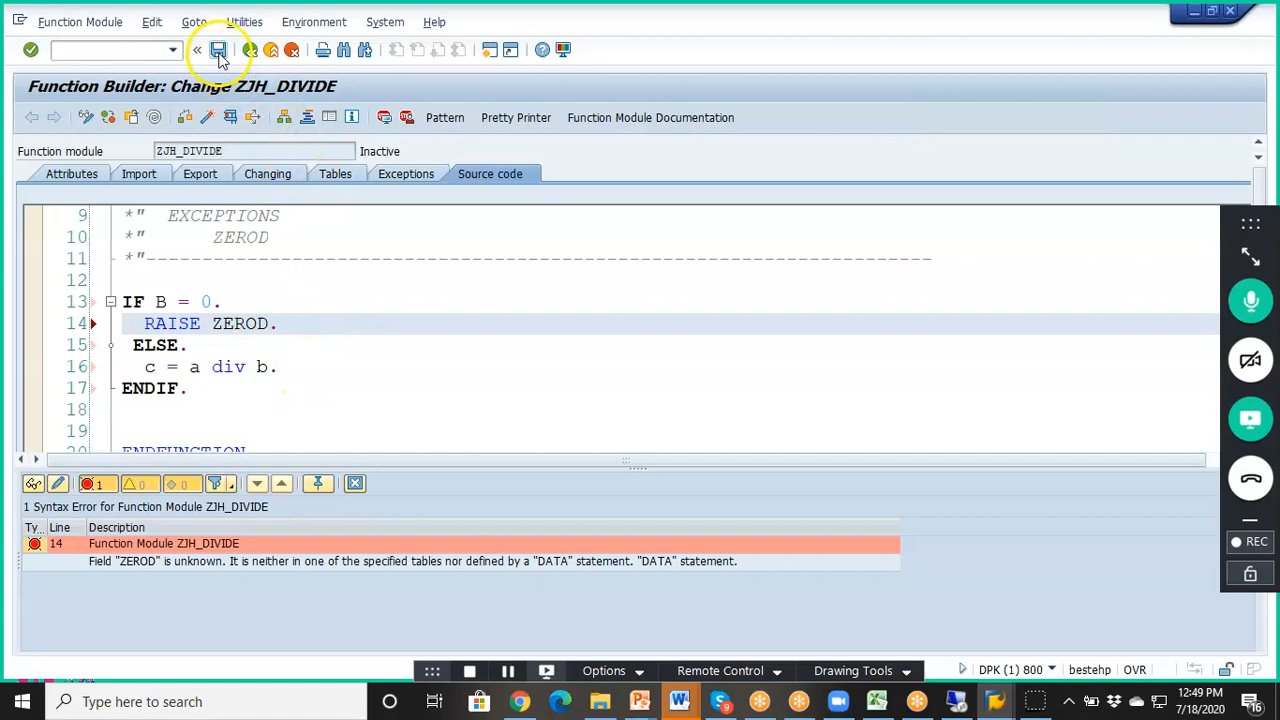 Function Module Edit Goto Utilities Environment System Help
Function Builder: Change ZJH_DIVIDE
Pattern Pretty Printer Function Module Documentation
Function module ZJH_DIVIDE Inactive
Attributes Import Export Changing Tables Exceptions Source code
9 *" EXCEPTIONS
10 *" ZEROD
11 *"----------------------------------------------------------------------
12
13 IF B = 0.
14 RAISE ZEROD.
15 ELSE.
16 c = a div b.
17 ENDIF.
18
19
20 ENDFUNCTION
1 0 0
1 Syntax Error for Function Module ZJH_DIVIDE
Ty... Line Description
14 Function Module ZJH_DIVIDE
Field "ZEROD" is unknown. It is neither in one of the specified tables nor defined by a "DATA" statement. "DATA" statement.
REC
Options Remote Control Drawing Tools
DPK (1) 800 bestehp OVR
Type here to search
9
12:49 PM
7/18/2020
16